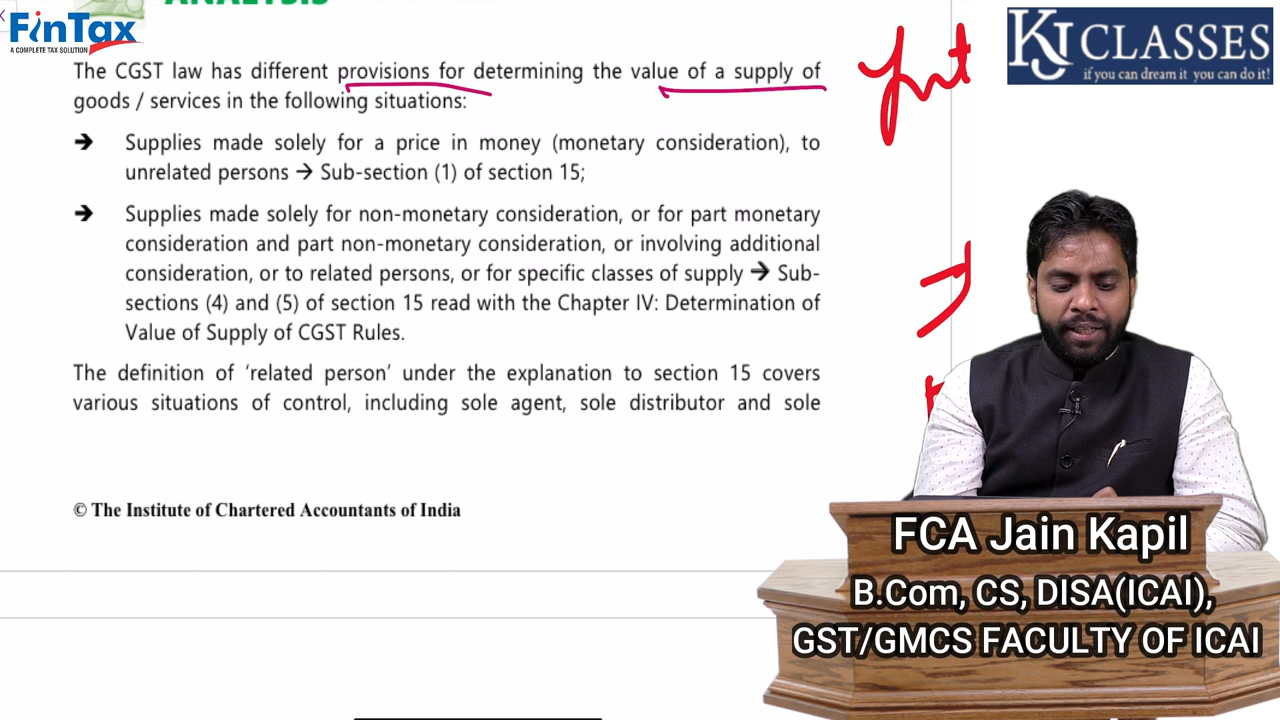 ANALYSIS
FinTax
A COMPLETE TAX SOLUTION
KJ CLASSES
if you can dream it you can do it!
The CGST law has different provisions for determining the value of a supply of
goods / services in the following situations:
➔ Supplies made solely for a price in money (monetary consideration), to
unrelated persons ➔ Sub-section (1) of section 15;
➔ Supplies made solely for non-monetary consideration, or for part monetary
consideration and part non-monetary consideration, or involving additional
consideration, or to related persons, or for specific classes of supply ➔ Sub-
sections (4) and (5) of section 15 read with the Chapter IV: Determination of
Value of Supply of CGST Rules.
The definition of ‘related person’ under the explanation to section 15 covers
various situations of control, including sole agent, sole distributor and sole
© The Institute of Chartered Accountants of India
FCA Jain Kapil
B.Com, CS, DISA(ICAI),
GST/GMCS FACULTY OF ICAI